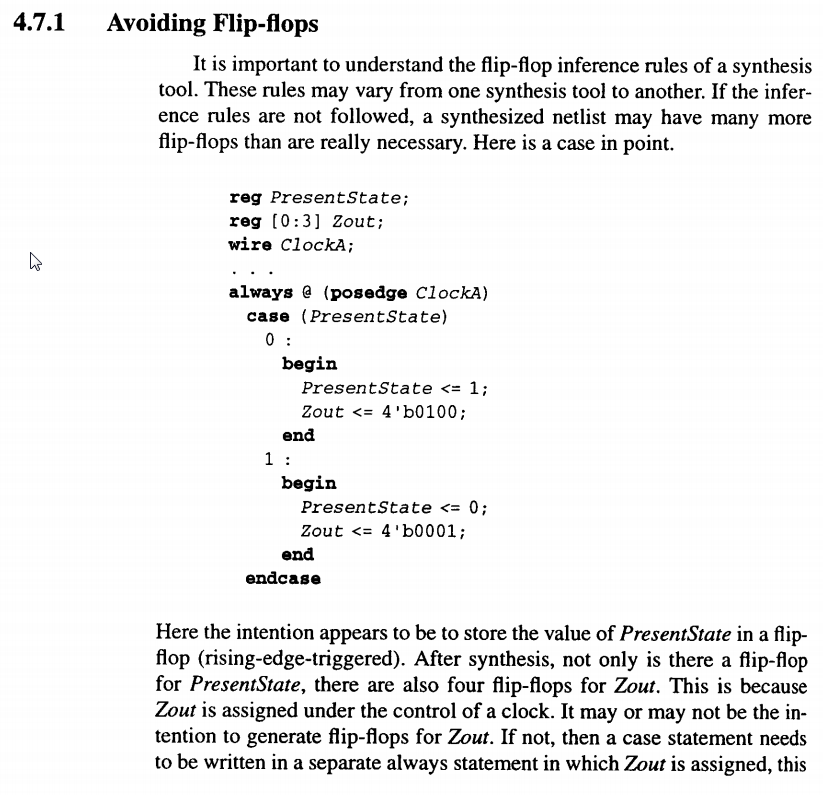 4.7.1 Avoiding Flip-flops
It is important to understand the flip-flop inference rules of a synthesis
tool. These rules may vary from one synthesis tool to another. If the infer-
ence rules are not followed, a synthesized netlist may have many more
flip-flops than are really necessary. Here is a case in point.
reg PresentState;
reg [0:3] Zout;
wire ClockA;
. . .
always @ (posedge ClockA)
case (PresentState)
0 :
begin
PresentState <= 1;
Zout <= 4'b0100;
end
1 :
begin
PresentState <= 0;
Zout <= 4'b0001;
end
endcase
Here the intention appears to be to store the value of PresentState in a flip-
flop (rising-edge-triggered). After synthesis, not only is there a flip-flop
for PresentState, there are also four flip-flops for Zout. This is because
Zout is assigned under the control of a clock. It may or may not be the in-
tention to generate flip-flops for Zout. If not, then a case statement needs
to be written in a separate always statement in which Zout is assigned, this